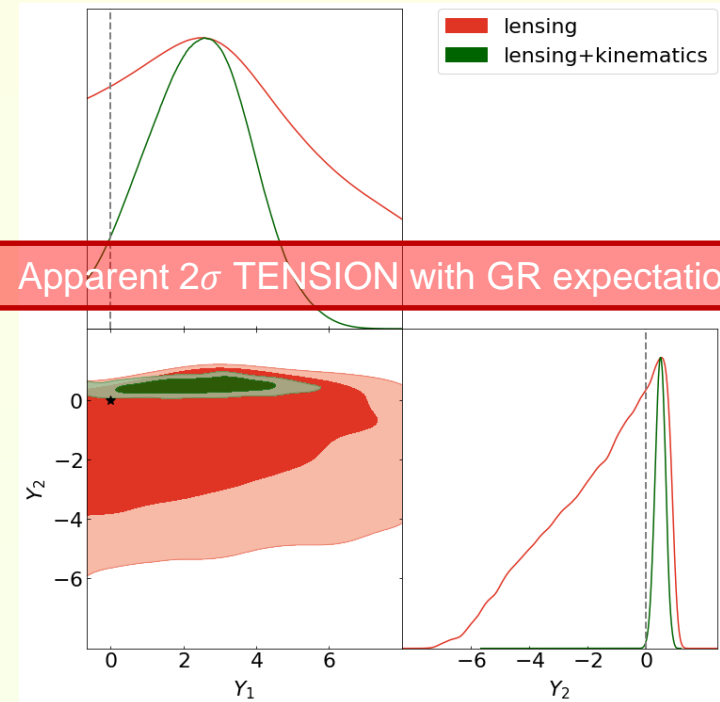 lensing
lensing+kinematics
Apparent 2σ TENSION with GR
0
−2
−4
−6
Y₂
0 2 4 6
−6 −4 −2 0
Y₁
Y₂